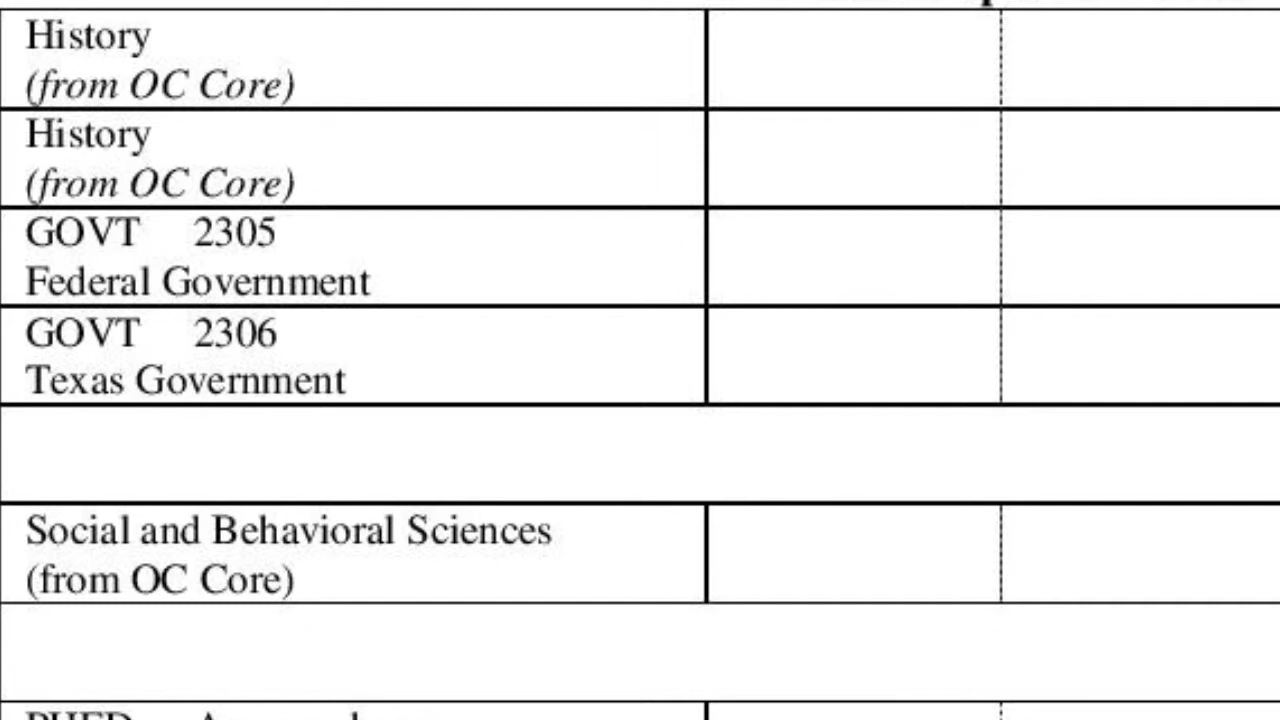 History
(from OC Core)
History
(from OC Core)
GOVT 2305
Federal Government
GOVT 2306
Texas Government
Social and Behavioral Sciences
(from OC Core)